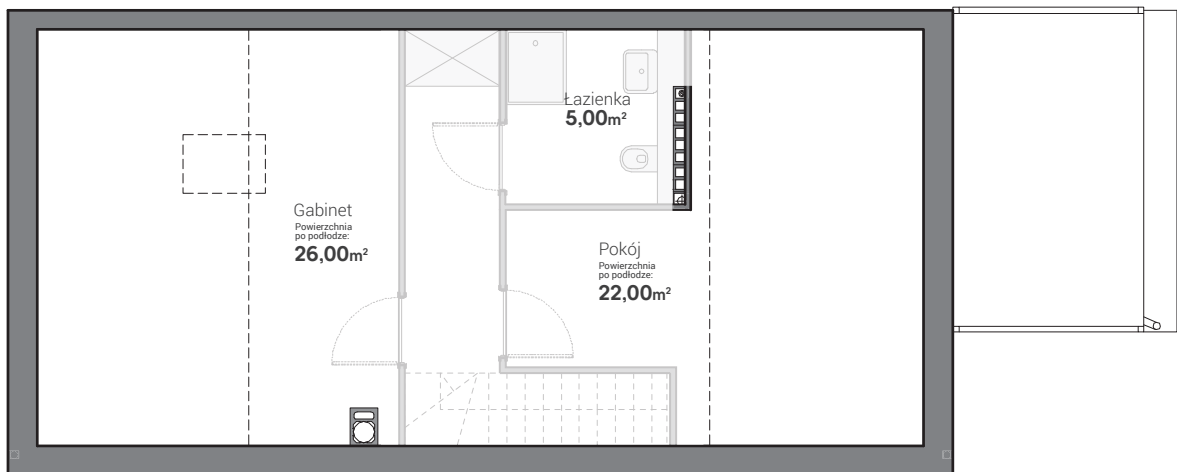 Łazienka
5,00m²
Gabinet
Powierzchnia
po podłodze:
26,00m²
Pokój
Powierzchnia
po podłodze:
22,00m²